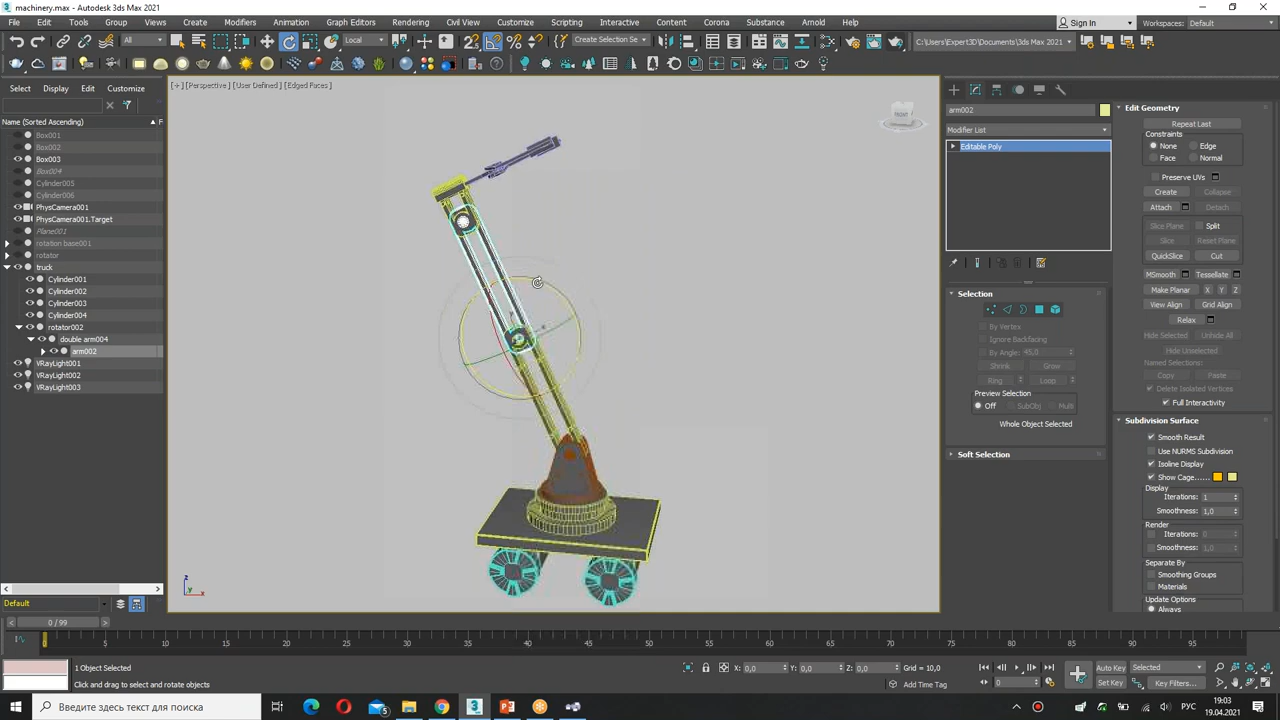 machinery.max - Autodesk 3ds Max 2021
File Edit Tools Group Views Create Modifiers Animation Graph Editors Rendering Civil View Customize Scripting Interactive Content Corona Substance Arnold Help Sign In Workspaces: Default
All Local Create Selection Se C:\Users\Expert3D\Documents\3ds Max 2021
Select Display Edit Customize
[+] [Perspective] [User Defined] [Edged Faces]
FRONT
Name (Sorted Ascending) F
Box001
Box002
Box003
Box004
Cylinder005
Cylinder006
PhysCamera001
PhysCamera001.Target
Plane001
rotation base001
rotator
truck
Cylinder001
Cylinder002
Cylinder003
Cylinder004
rotator002
double arm004
arm002
VRayLight001
VRayLight002
VRayLight003
Default
z
y x
arm002
Modifier List
Editable Poly
Selection
By Vertex
Ignore Backfacing
By Angle: 45,0
Shrink Grow
Ring Loop
Preview Selection
Off SubObj Multi
Whole Object Selected
Soft Selection
Edit Geometry
Repeat Last
Constraints
None Edge
Face Normal
Preserve UVs
Create Collapse
Attach Detach
Slice Plane Split
Slice Reset Plane
QuickSlice Cut
MSmooth Tessellate
Make Planar X Y Z
View Align Grid Align
Relax
Hide Selected Unhide All
Hide Unselected
Named Selections:
Copy Paste
Delete Isolated Vertices
Full Interactivity
Subdivision Surface
Smooth Result
Use NURMS Subdivision
Isoline Display
Show Cage......
Display
Iterations: 1
Smoothness: 1,0
Render
Iterations: 0
Smoothness: 1,0
Separate By
Smoothing Groups
Materials
Update Options
Always
0 / 99
0 5 10 15 20 25 30 35 40 45 50 55 60 65 70 75 80 85 90 95
1 Object Selected X: 0,0 Y: 0,0 Z: 0,0 Grid = 10,0 Auto Key Selected
Click and drag to select and rotate objects Add Time Tag 0 Set Key Key Filters...
Введите здесь текст для поиска РУС 19:03
19.04.2021